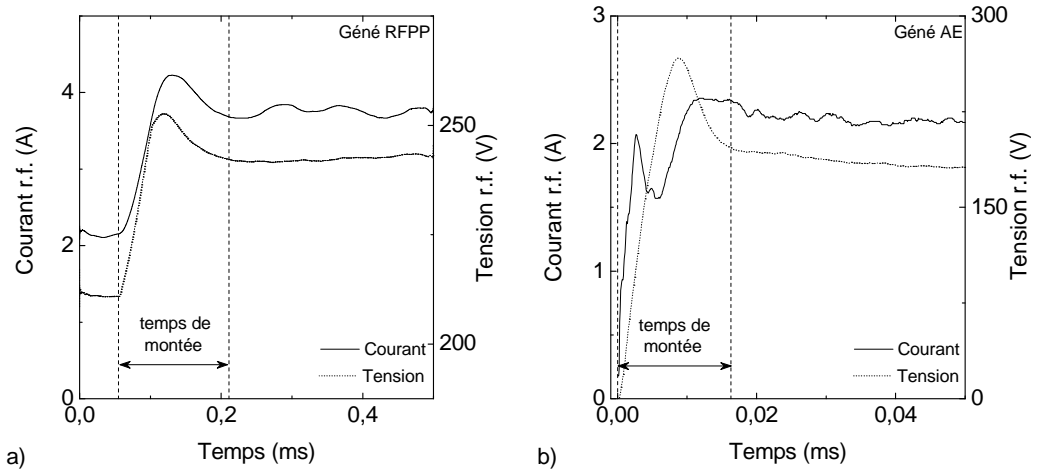 Géné RFPP
4
2
0
Courant r.f. (A)
250
200
Tension r.f. (V)
temps de
montée
Courant
Tension
0,0
0,2
0,4
Temps (ms)
a)
Géné AE
3
2
1
0
Courant r.f. (A)
300
150
0
Tension r.f. (V)
temps de
montée
Courant
Tension
0,00
0,02
0,04
Temps (ms)
b)